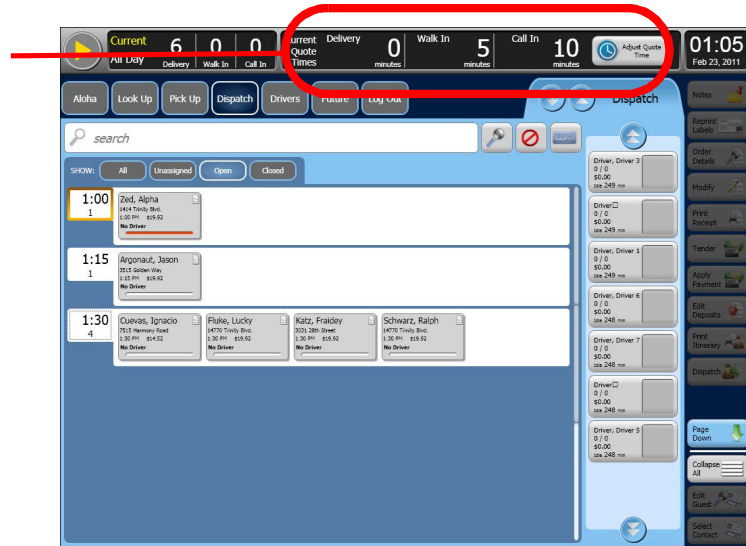 Current
All Day
6
Delivery
0
Walk In
0
Call In
Current
Quote
Times
Delivery
0
minutes
Walk In
5
minutes
Call In
10
minutes
Adjust Quote
Time
01:05
Feb 23, 2011
Aloha
Look Up
Pick Up
Dispatch
Drivers
Future
Log Out
Dispatch
search
SHOW:
All
Unassigned
Open
Closed
1:00
1
Zed, Alpha
1414 Trinity Blvd.
1:00 PM $19.92
No Driver
1:15
1
Argonaut, Jason
3515 Golden Way
1:15 PM $19.92
No Driver
1:30
4
Cuevas, Ignacio
7515 Harmony Road
1:30 PM $14.52
No Driver
Fluke, Lucky
14770 Trinity Blvd.
1:30 PM $19.92
No Driver
Katz, Fraidey
3031 28th Street
1:30 PM $19.92
No Driver
Schwarz, Ralph
14776 Trinity Blvd.
1:30 PM $19.92
No Driver
Driver, Driver 3
0 / 0
$0.00
Idle 249 mn
Driver
0 / 0
$0.00
Idle 249 mn
Driver, Driver 1
0 / 0
$0.00
Idle 249 mn
Driver, Driver 6
0 / 0
$0.00
Idle 248 mn
Driver, Driver 7
0 / 0
$0.00
Idle 248 mn
Driver
0 / 0
$0.00
Idle 248 mn
Driver, Driver 5
0 / 0
$0.00
Idle 248 mn
Notes
Reprint
Labels
Order
Details
Modify
Print
Receipt
Tender
Apply
Payment
Edit
Deposits
Print
Itinerary
Dispatch
Page
Down
Collapse
All
Edit
Guest
Select
Contact